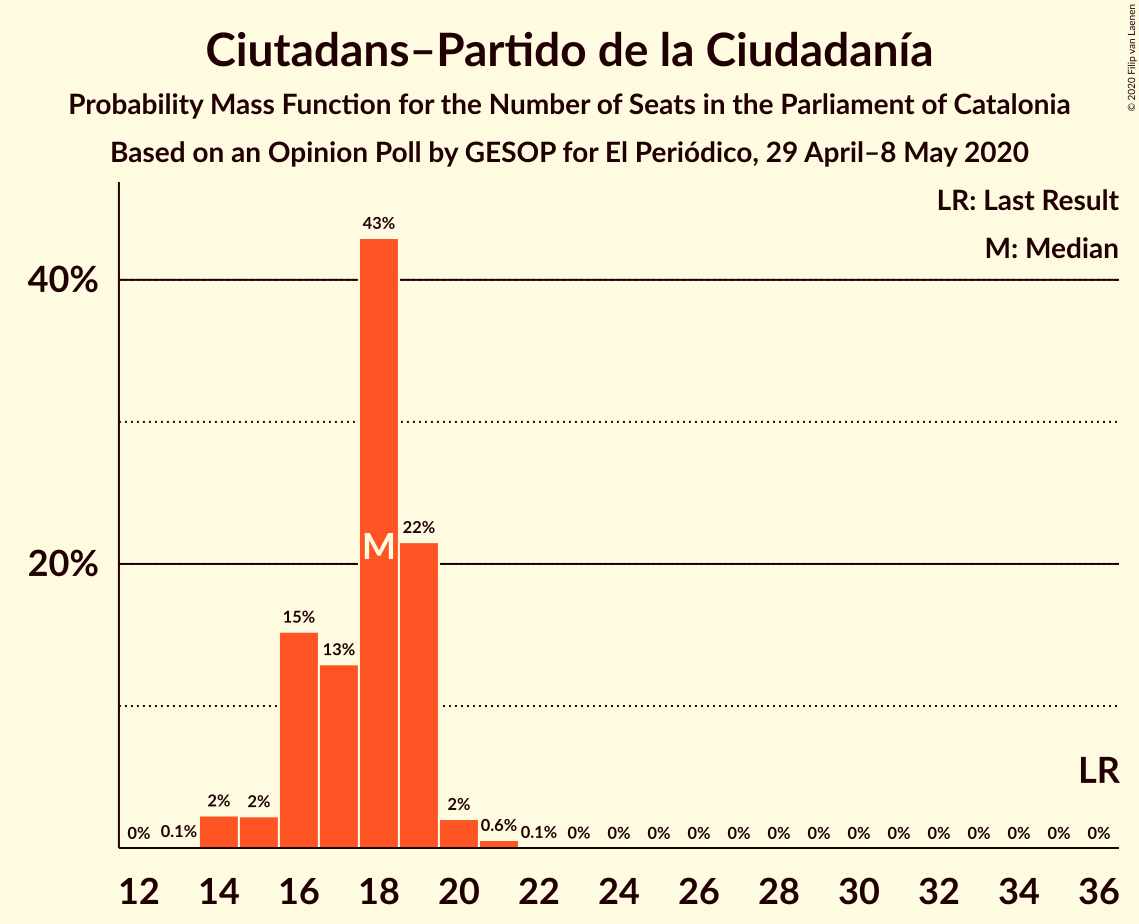 Ciutadans–Partido de la Ciudadanía
Probability Mass Function for the Number of Seats in the Parliament of Catalonia
Based on an Opinion Poll by GESOP for El Periódico, 29 April–8 May 2020
© 2020 Filip van Laenen
LR: Last Result
M: Median
40%
20%
43%
22%
15%
13%
M
LR
0% 0.1% 2% 2% 2% 0.6% 0.1% 0% 0% 0% 0% 0% 0% 0% 0% 0% 0% 0% 0% 0% 0%
12 14 16 18 20 22 24 26 28 30 32 34 36